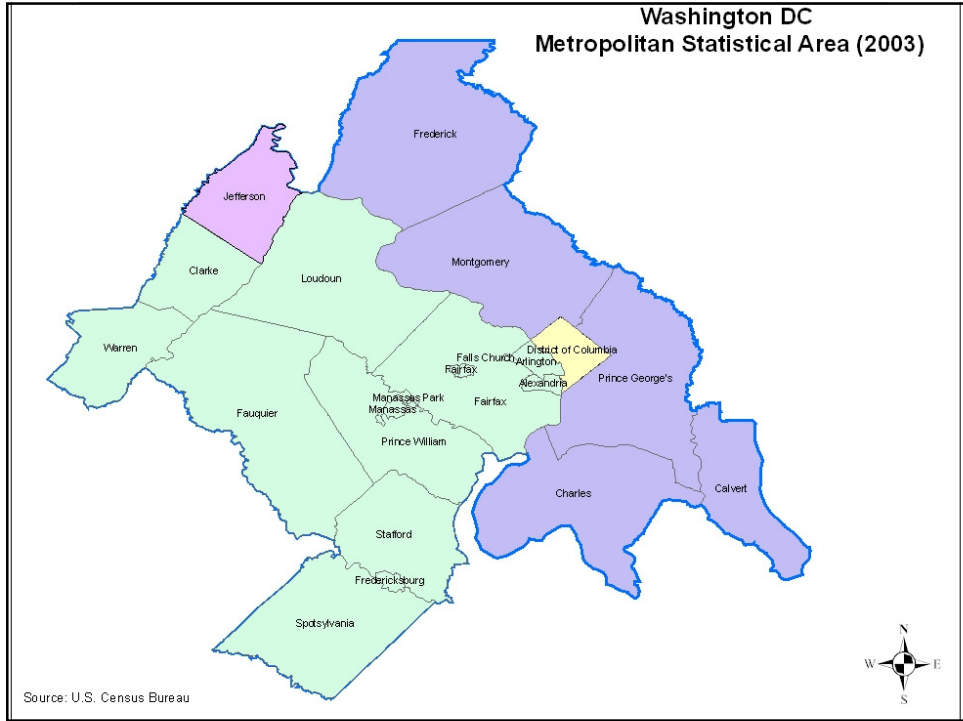 Washington DC
Metropolitan Statistical Area (2003)
Frederick
Jefferson
Montgomery
Clarke
Loudoun
Warren
District of Columbia
Falls Church
Arlington
Fairfax
Prince George's
Alexandria
Manassas Park
Fairfax
Manassas
Fauquier
Prince William
Calvert
Charles
Stafford
Fredericksburg
Spotsylvania
N
W E
S
Source: U.S. Census Bureau